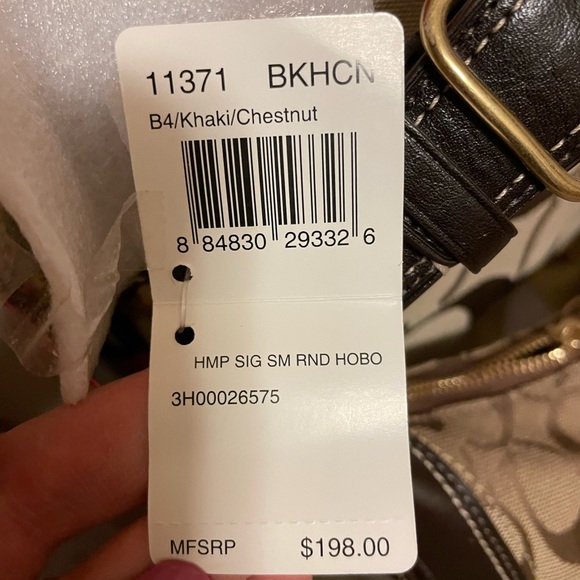 11371 BKHCN
B4/Khaki/Chestnut
8 84830 29332 6
HMP SIG SM RND HOBO
3H00026575
MFSRP $198.00